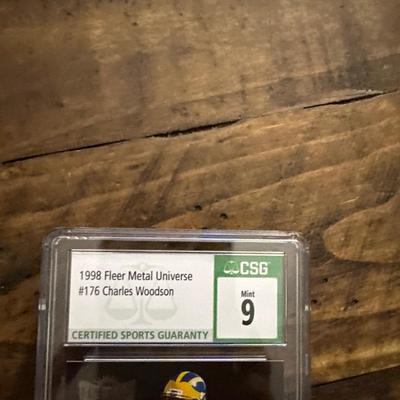 1998 Fleer Metal Universe
#176 Charles Woodson
CERTIFIED SPORTS GUARANTY
CSG
Mint
9